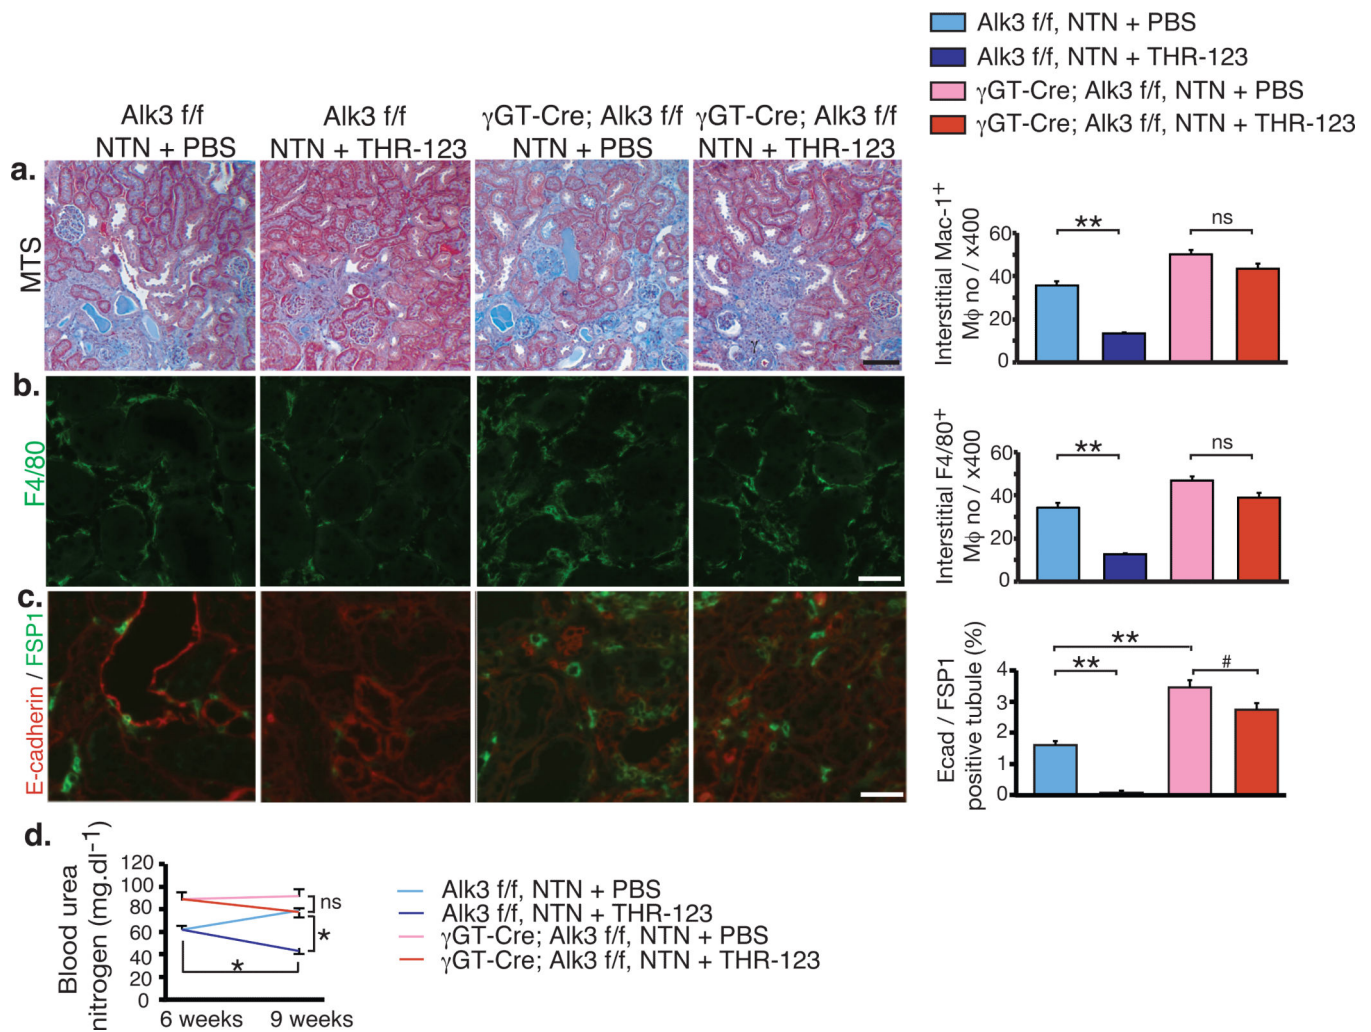 Alk3 f/f, NTN + PBS
Alk3 f/f, NTN + THR-123
γGT-Cre; Alk3 f/f, NTN + PBS
γGT-Cre; Alk3 f/f, NTN + THR-123
Alk3 f/f
NTN + PBS
Alk3 f/f
NTN + THR-123
γGT-Cre; Alk3 f/f
NTN + PBS
γGT-Cre; Alk3 f/f
NTN + THR-123
a.
MTS
γ
Interstitial Mac-1⁺
Mϕ no / x400
60
40
20
0
**
ns
b.
F4/80
Interstitial F4/80⁺
Mϕ no / x400
60
40
20
0
**
ns
c.
E-cadherin / FSP1
Ecad / FSP1
positive tubule (%)
4
3
2
1
0
**
**
#
d.
Blood urea
nitrogen (mg.dl⁻¹)
120
100
80
60
40
20
0
ns
*
*
6 weeks
9 weeks
Alk3 f/f, NTN + PBS
Alk3 f/f, NTN + THR-123
γGT-Cre; Alk3 f/f, NTN + PBS
γGT-Cre; Alk3 f/f, NTN + THR-123